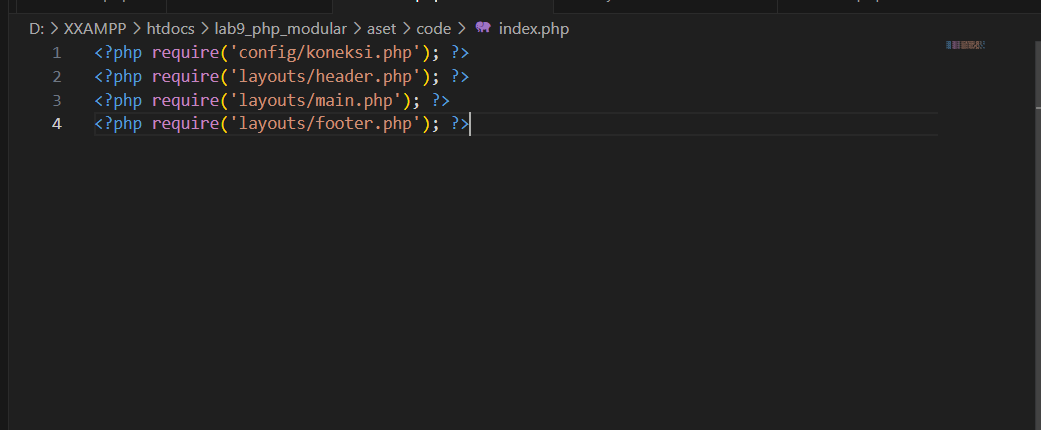 D: > XXAMPP > htdocs > lab9_php_modular > aset > code > index.php
1 <?php require('config/koneksi.php'); ?>
2 <?php require('layouts/header.php'); ?>
3 <?php require('layouts/main.php'); ?>
4 <?php require('layouts/footer.php'); ?>